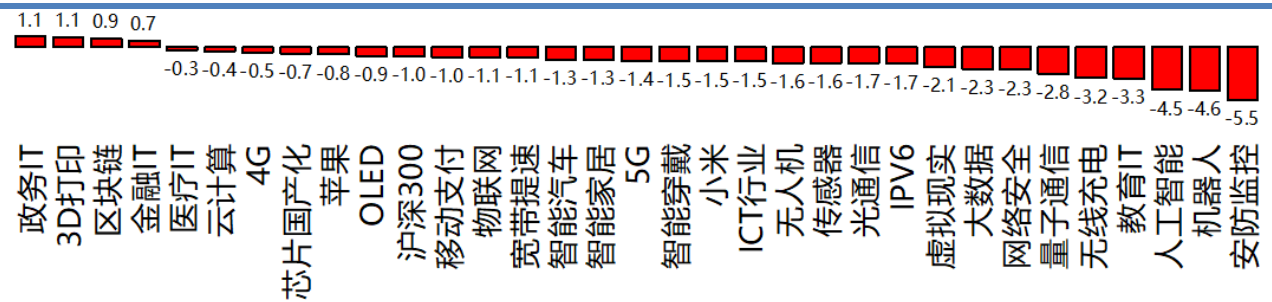 1.1 1.1 0.9 0.7
-0.3 -0.4 -0.5 -0.7 -0.8 -0.9 -1.0 -1.0 -1.1 -1.1 -1.3 -1.3 -1.4 -1.5 -1.5 -1.5 -1.6 -1.6 -1.7 -1.7 -2.1 -2.3 -2.3 -2.8 -3.2 -3.3 -4.5 -4.6 -5.5
政务IT
3D打印
区块链
金融IT
医疗IT
云计算
4G
芯片国产化
苹果
OLED
沪深300
移动支付
物联网
宽带提速
智能汽车
智能家居
5G
智能穿戴
小米
ICT行业
无人机
传感器
光通信
IPV6
虚拟现实
大数据
网络安全
量子通信
无线充电
教育IT
人工智能
机器人
安防监控